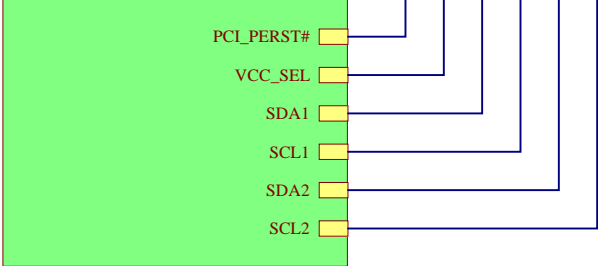 PCI_PERST#
VCC_SEL
SDA1
SCL1
SDA2
SCL2